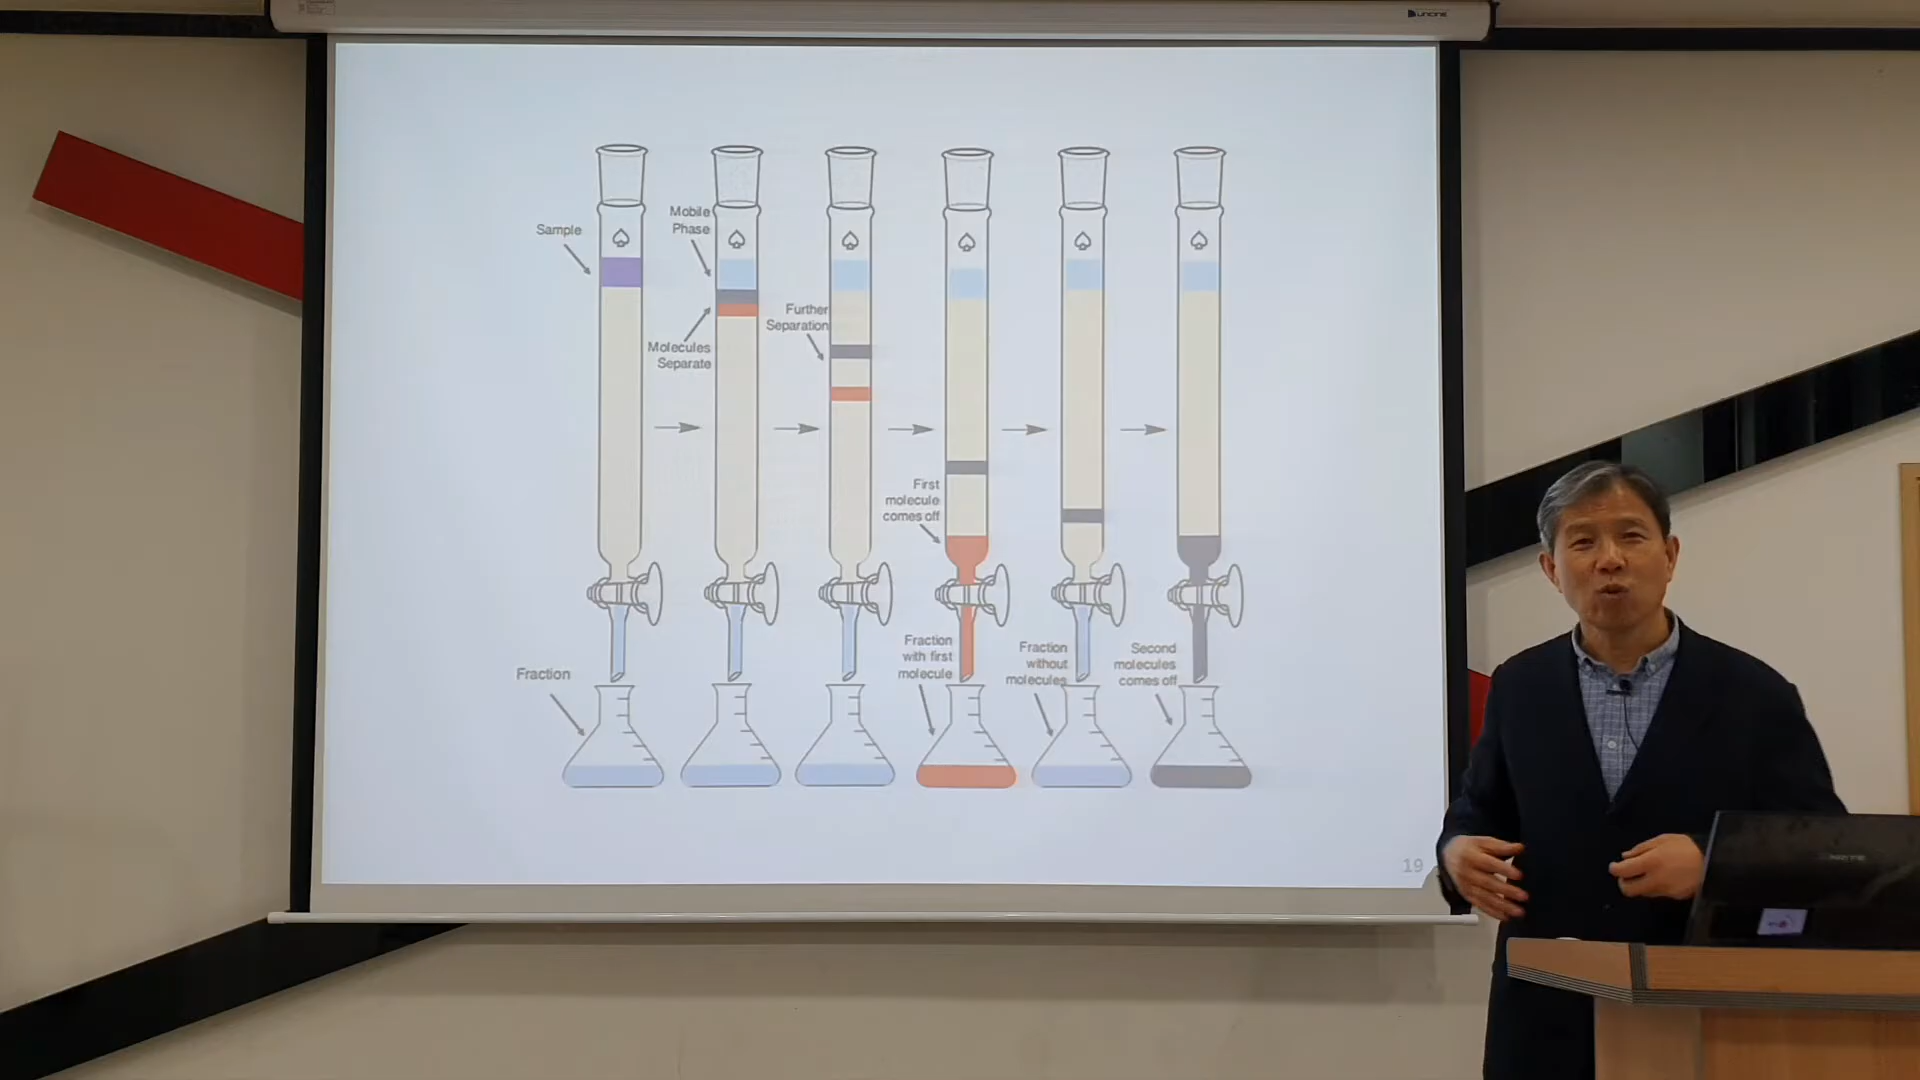 Sample
Mobile
Phase
Molecules
Separate
Further
Separation
First
molecule
comes off
Fraction
Fraction
with first
molecule
Fraction
without
molecules
Second
molecules
comes off
19